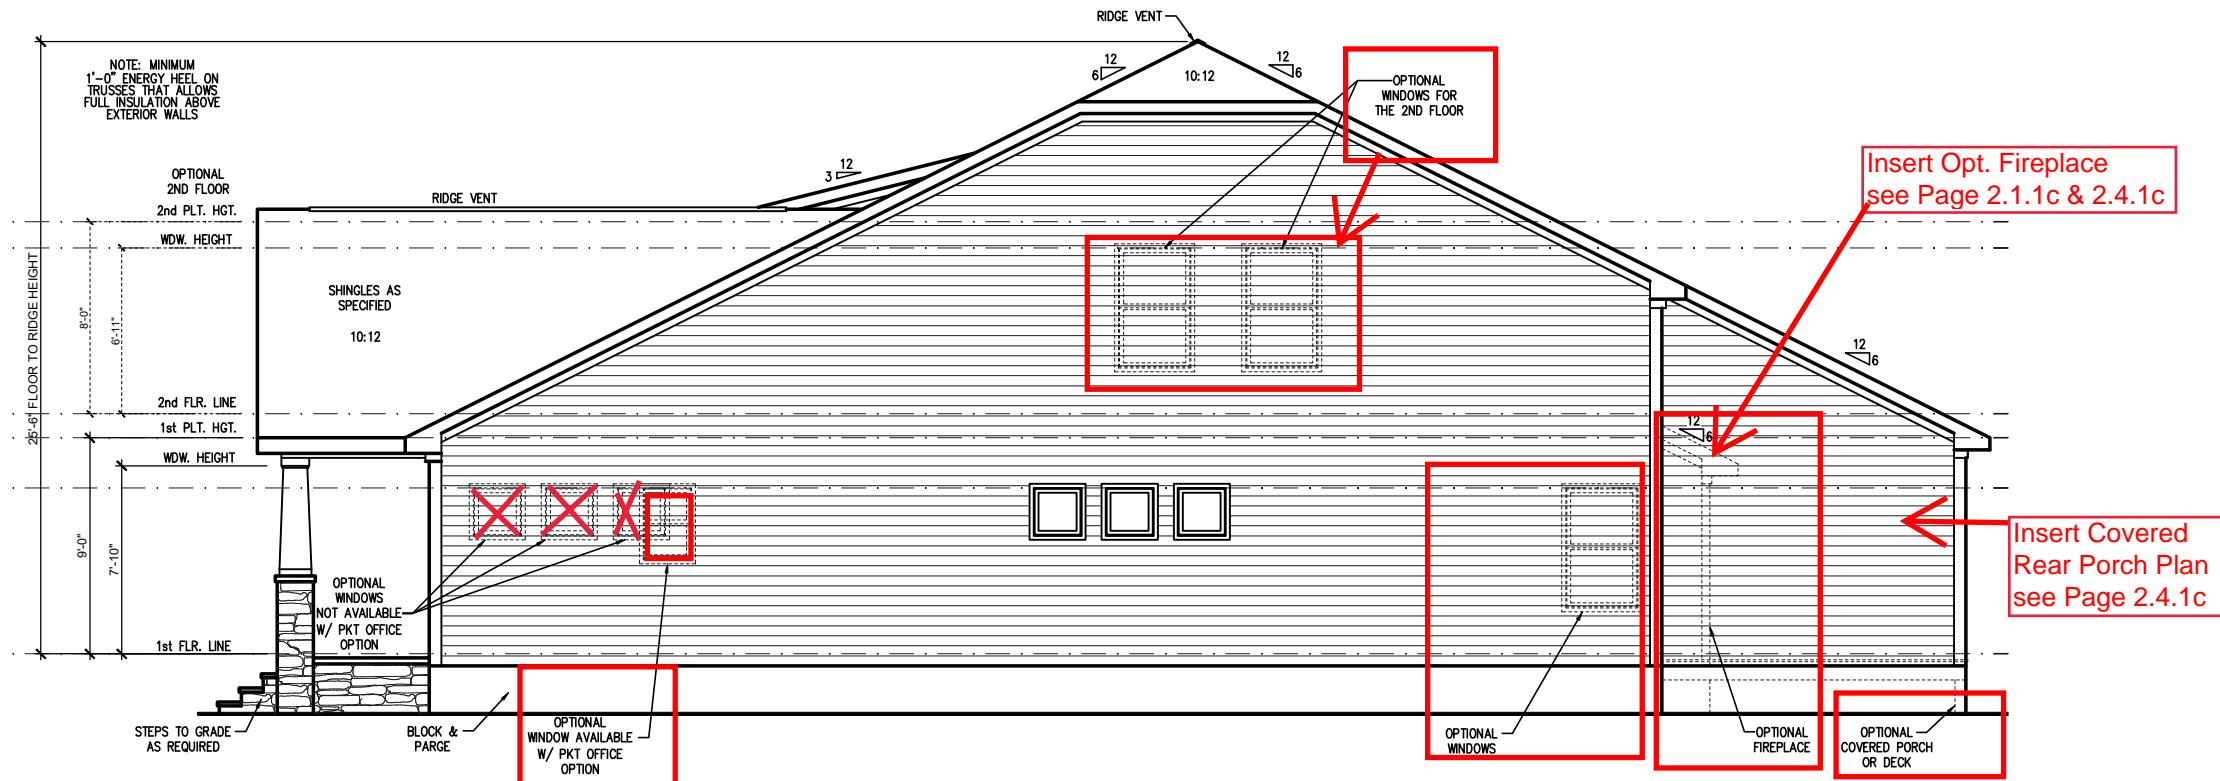 RIDGE VENT
NOTE: MINIMUM
1'-0" ENERGY HEEL ON
TRUSSES THAT ALLOWS
FULL INSULATION ABOVE
EXTERIOR WALLS
12
6
10:12
12
6
OPTIONAL
WINDOWS FOR
THE 2ND FLOOR
Insert Opt. Fireplace
see Page 2.1.1c & 2.4.1c
OPTIONAL
2ND FLOOR
2nd PLT. HGT.
RIDGE VENT
12
3
WDW. HEIGHT
25'-6" FLOOR TO RIDGE HEIGHT
8'-0"
6'-11"
SHINGLES AS
SPECIFIED
10:12
12
6
2nd FLR. LINE
1st PLT. HGT.
12
6
WDW. HEIGHT
9'-0"
7'-10"
Insert Covered
Rear Porch Plan
see Page 2.4.1c
OPTIONAL
WINDOWS
NOT AVAILABLE
W/ PKT OFFICE
OPTION
1st FLR. LINE
STEPS TO GRADE
AS REQUIRED
BLOCK &
PARGE
OPTIONAL
WINDOW AVAILABLE
W/ PKT OFFICE
OPTION
OPTIONAL
WINDOWS
OPTIONAL
FIREPLACE
OPTIONAL
COVERED PORCH
OR DECK